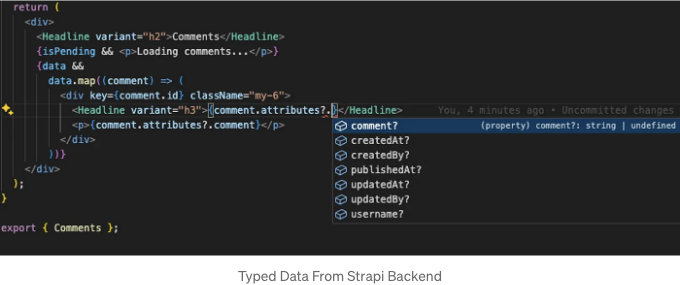 return (
<div>
<Headline variant="h2">Comments</Headline>
{isPending && <p>Loading comments...</p>}
{data &&
data.map((comment) => (
<div key={comment.id} className="my-6">
<Headline variant="h3">{comment.attributes?.}</Headline> You, 4 minutes ago • Uncommitted changes
<p>{comment.attributes?.comment}</p>
</div>
))}
</div>
);
}
export { Comments };
comment? (property) comment?: string | undefined
createdAt?
createdBy?
publishedAt?
updatedAt?
updatedBy?
username?
Typed Data From Strapi Backend